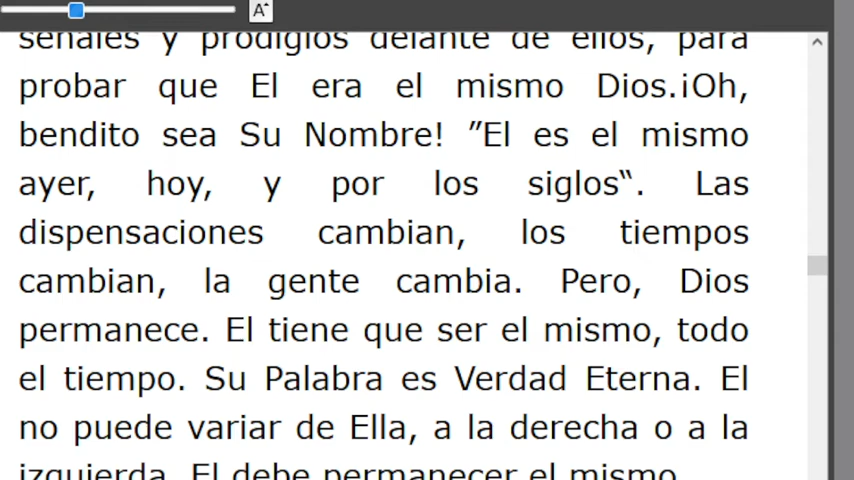 A
señales y prodigios delante de ellos, para
probar que El era el mismo Dios.¡Oh,
bendito sea Su Nombre! ”El es el mismo
ayer, hoy, y por los siglos‟. Las
dispensaciones cambian, los tiempos
cambian, la gente cambia. Pero, Dios
permanece. El tiene que ser el mismo, todo
el tiempo. Su Palabra es Verdad Eterna. El
no puede variar de Ella, a la derecha o a la
izquierda. El debe permanecer el mismo.